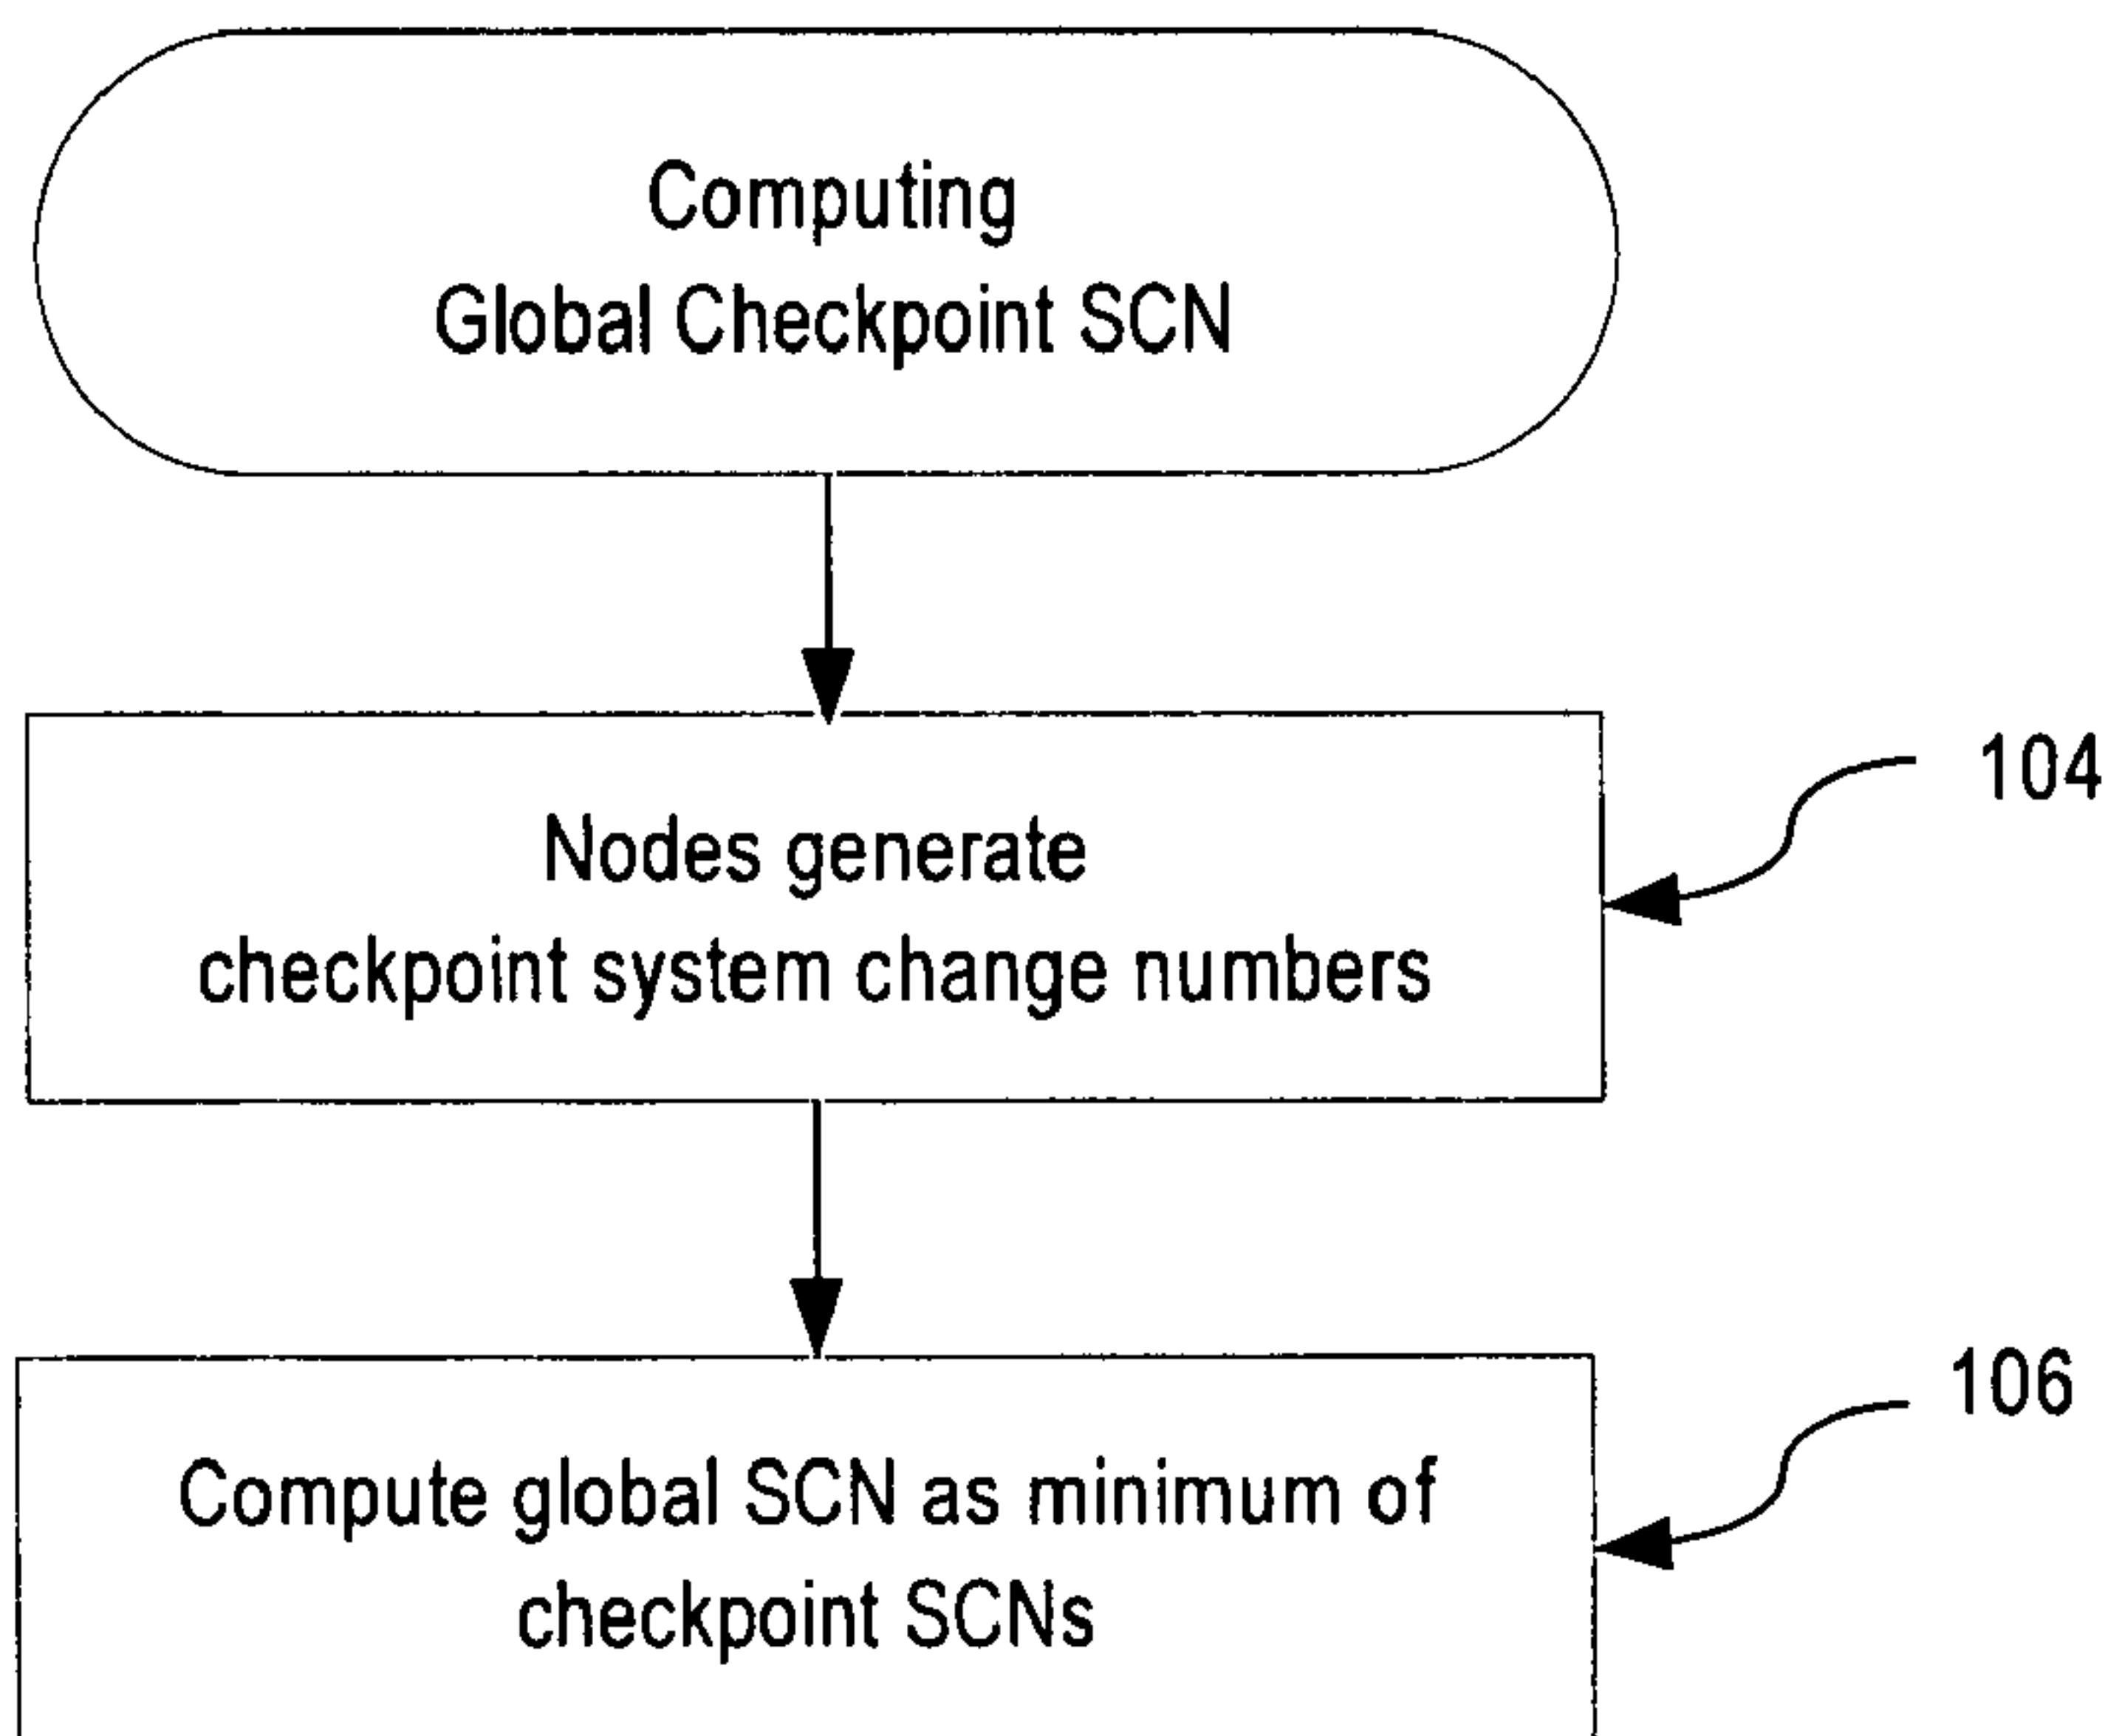 Computing
Global Checkpoint SCN
104
Nodes generate
checkpoint system change numbers
106
Compute global SCN as minimum of
checkpoint SCNs